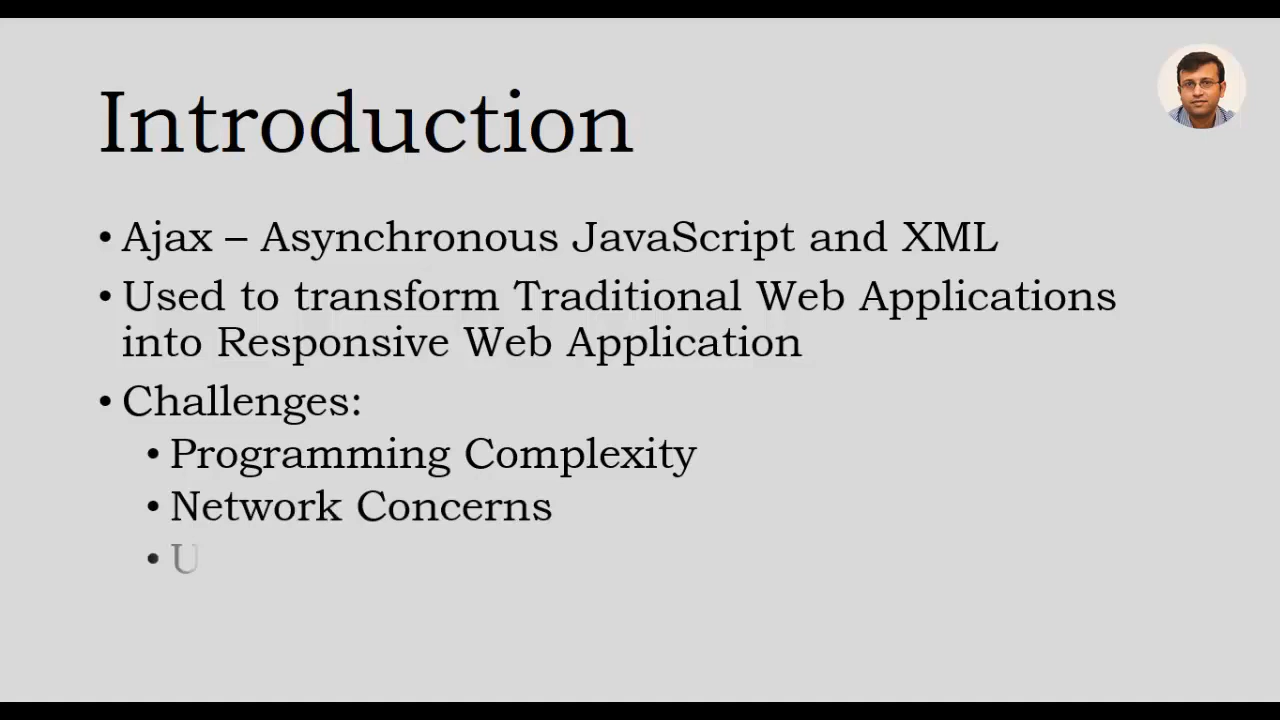 Introduction
• Ajax – Asynchronous JavaScript and XML
• Used to transform Traditional Web Applications
into Responsive Web Application
• Challenges:
• Programming Complexity
• Network Concerns
• U